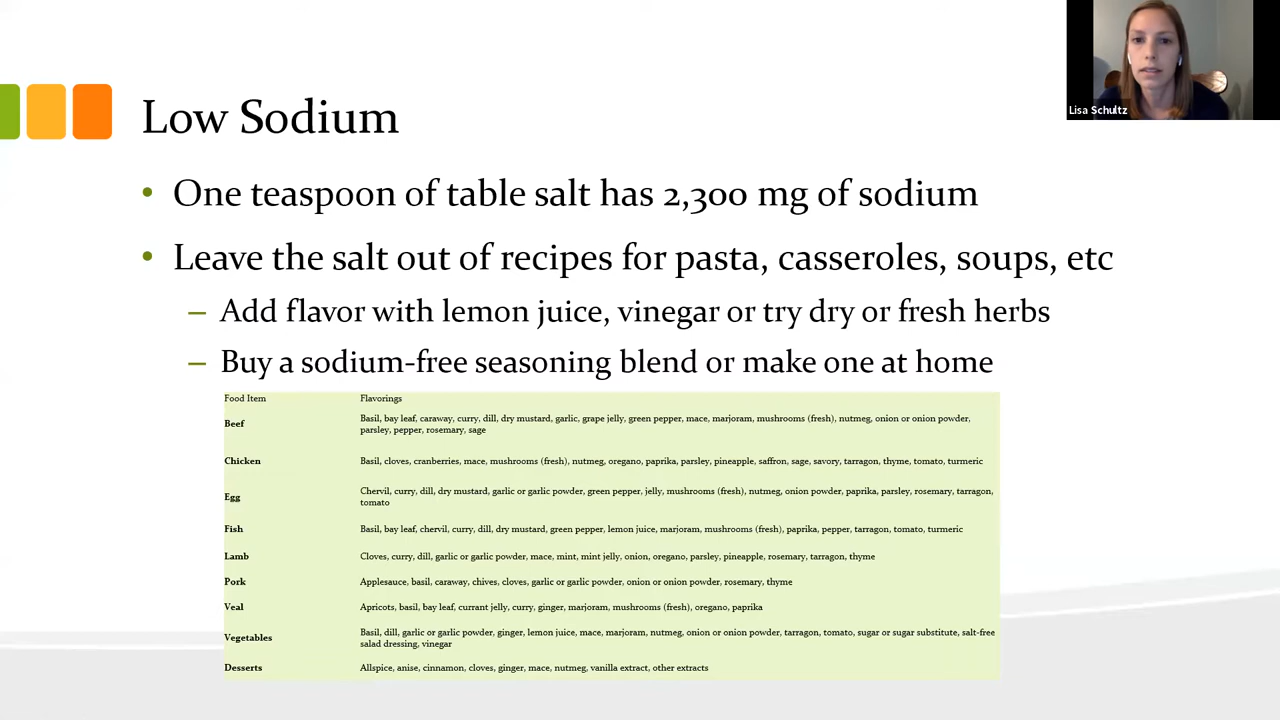 Lisa Schultz
Low Sodium
• One teaspoon of table salt has 2,300 mg of sodium
• Leave the salt out of recipes for pasta, casseroles, soups, etc
– Add flavor with lemon juice, vinegar or try dry or fresh herbs
– Buy a sodium-free seasoning blend or make one at home
Food Item Flavorings
Beef Basil, bay leaf, caraway, curry, dill, dry mustard, garlic, grape jelly, green pepper, mace, marjoram, mushrooms (fresh), nutmeg, onion or onion powder,
parsley, pepper, rosemary, sage
Chicken Basil, cloves, cranberries, mace, mushrooms (fresh), nutmeg, oregano, paprika, parsley, pineapple, saffron, sage, savory, tarragon, thyme, tomato, turmeric
Egg Chervil, curry, dill, dry mustard, garlic or garlic powder, green pepper, jelly, mushrooms (fresh), nutmeg, onion powder, paprika, parsley, rosemary, tarragon,
tomato
Fish Basil, bay leaf, chervil, curry, dill, dry mustard, green pepper, lemon juice, marjoram, mushrooms (fresh), paprika, pepper, tarragon, tomato, turmeric
Lamb Cloves, curry, dill, garlic or garlic powder, mace, mint, mint jelly, onion, oregano, parsley, pineapple, rosemary, tarragon, thyme
Pork Applesauce, basil, caraway, chives, cloves, garlic or garlic powder, onion or onion powder, rosemary, thyme
Veal Apricots, basil, bay leaf, currant jelly, curry, ginger, marjoram, mushrooms (fresh), oregano, paprika
Vegetables Basil, dill, garlic or garlic powder, ginger, lemon juice, mace, marjoram, nutmeg, onion or onion powder, tarragon, tomato, sugar or sugar substitute, salt-free
salad dressing, vinegar
Desserts Allspice, anise, cinnamon, cloves, ginger, mace, nutmeg, vanilla extract, other extracts